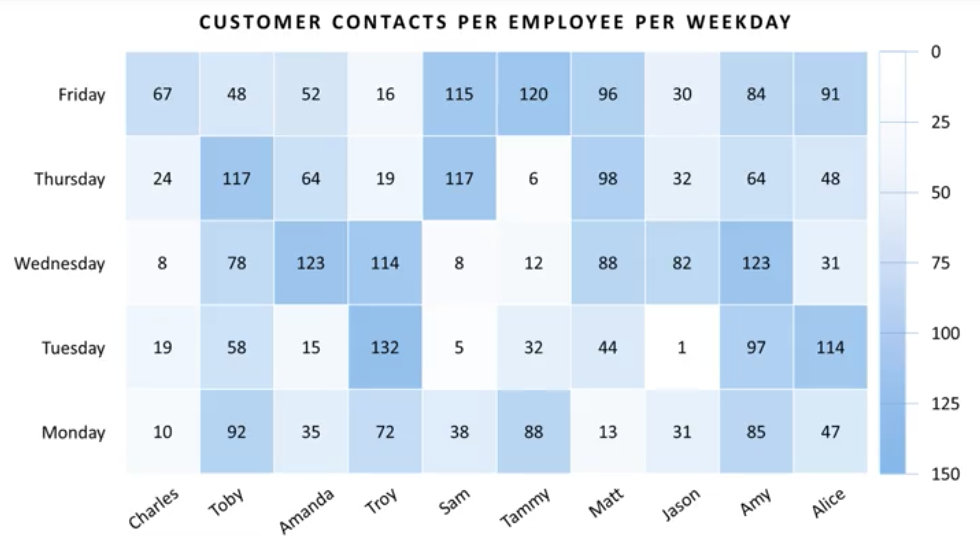 CUSTOMER CONTACTS PER EMPLOYEE PER WEEKDAY
Friday 67 48 52 16 115 120 96 30 84 91
Thursday 24 117 64 19 117 6 98 32 64 48
Wednesday 8 78 123 114 8 12 88 82 123 31
Tuesday 19 58 15 132 5 32 44 1 97 114
Monday 10 92 35 72 38 88 13 31 85 47
Charles Toby Amanda Troy Sam Tammy Matt Jason Amy Alice
0
25
50
75
100
125
150